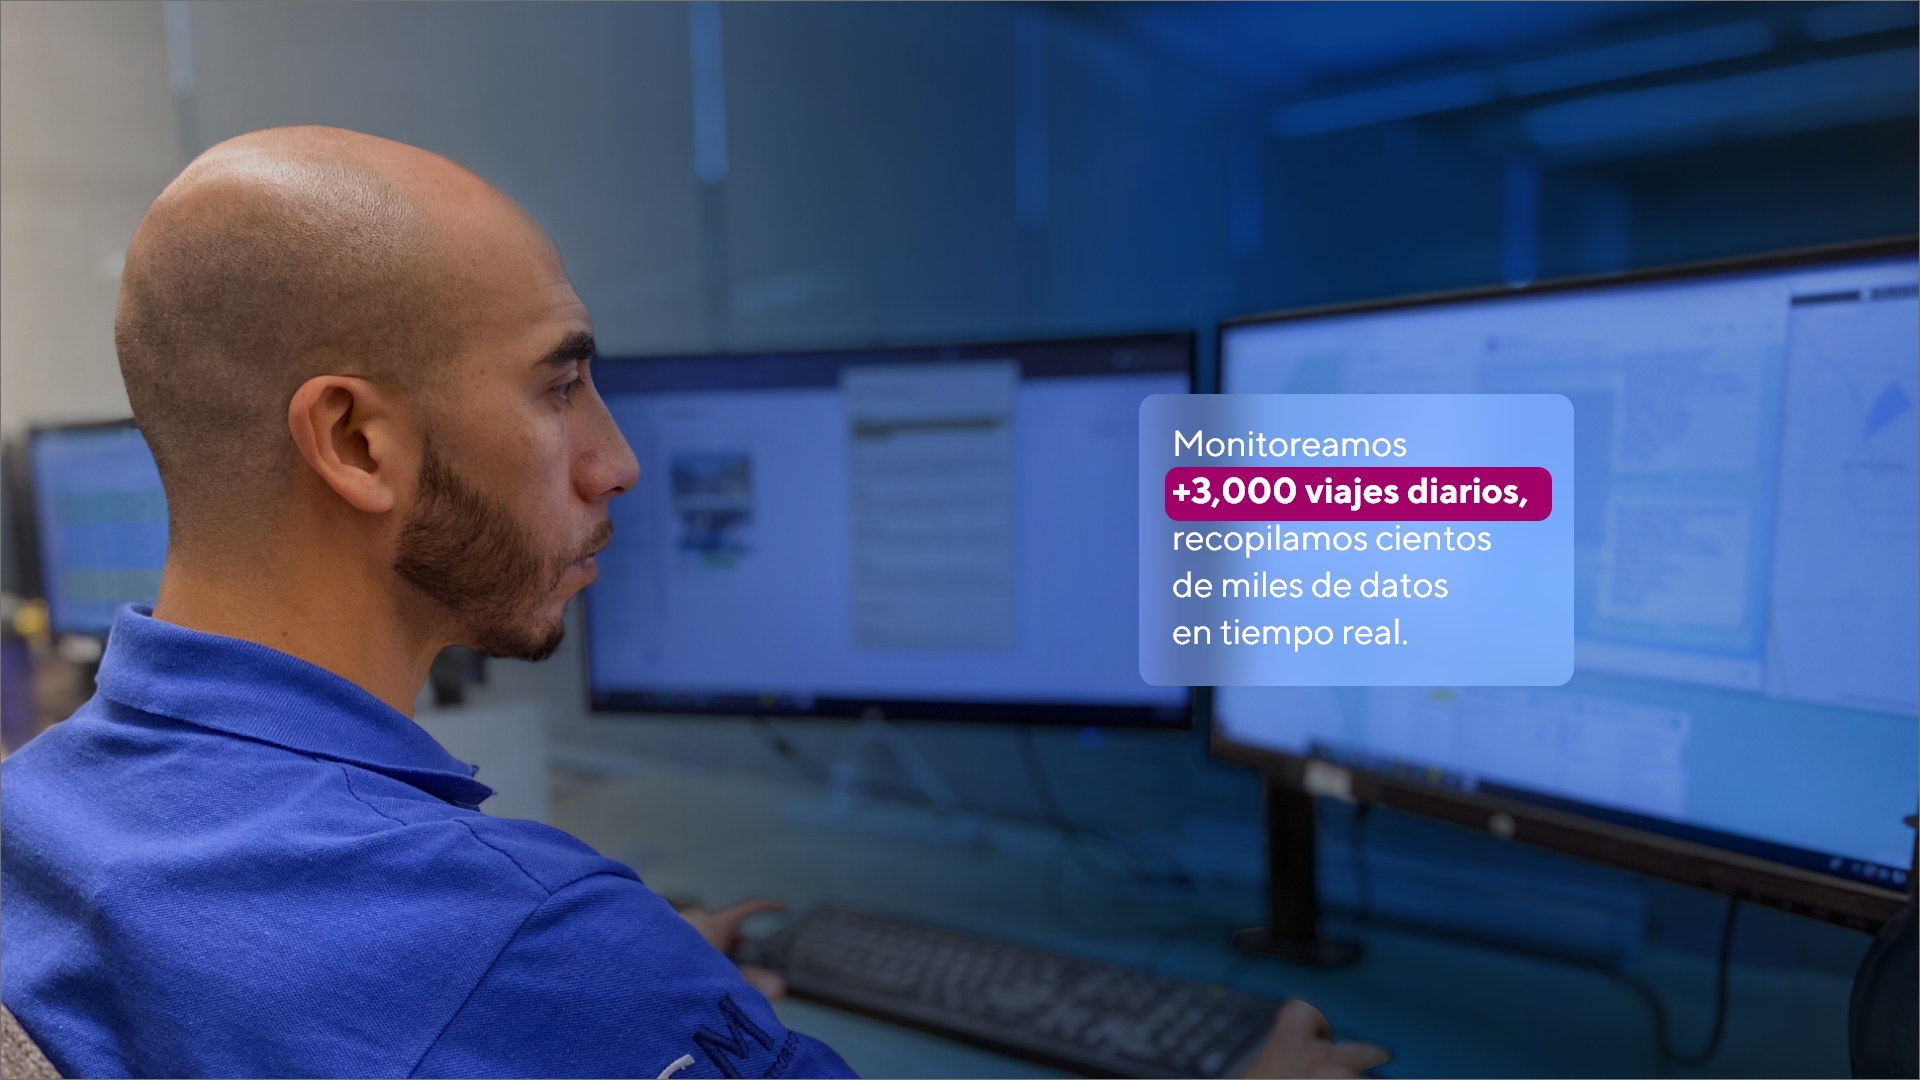 Monitoreamos
+3,000 viajes diarios,
recopilamos cientos
de miles de datos
en tiempo real.